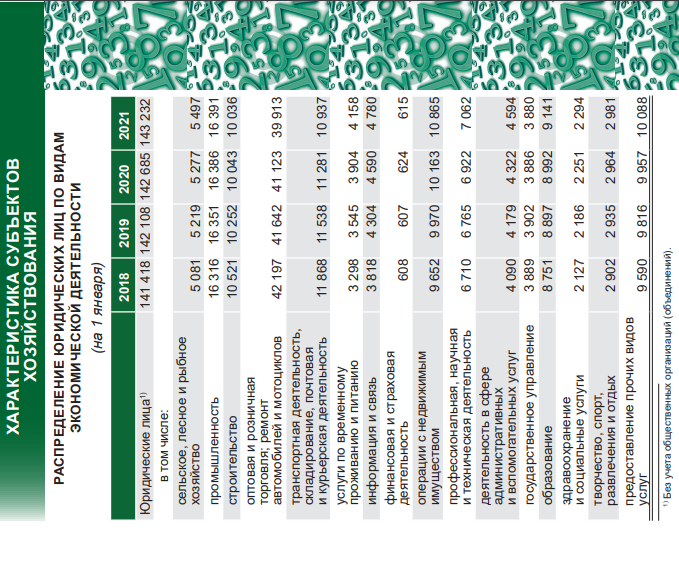 ХАРАКТЕРИСТИКА СУБЪЕКТОВ
ХОЗЯЙСТВОВАНИЯ
РАСПРЕДЕЛЕНИЕ ЮРИДИЧЕСКИХ ЛИЦ ПО ВИДАМ
ЭКОНОМИЧЕСКОЙ ДЕЯТЕЛЬНОСТИ
(на 1 января)
2018 2019 2020 2021
Юридические лица¹⁾ 141 418 142 108 142 685 143 232
в том числе:
сельское, лесное и рыбное
хозяйство 5 081 5 219 5 277 5 497
промышленность 16 316 16 351 16 386 16 391
строительство 10 521 10 252 10 043 10 036
оптовая и розничная
торговля; ремонт
автомобилей и мотоциклов 42 197 41 642 41 123 39 913
транспортная деятельность,
складирование, почтовая
и курьерская деятельность 11 868 11 538 11 281 10 937
услуги по временному
проживанию и питанию 3 298 3 545 3 904 4 158
информация и связь 3 818 4 304 4 590 4 780
финансовая и страховая
деятельность 608 607 624 615
операции с недвижимым
имуществом 9 652 9 970 10 163 10 865
профессиональная, научная
и техническая деятельность 6 710 6 765 6 922 7 062
деятельность в сфере
административных
и вспомогательных услуг 4 090 4 179 4 322 4 594
государственное управление 3 889 3 902 3 886 3 880
образование 8 751 8 897 8 992 9 141
здравоохранение
и социальные услуги 2 127 2 186 2 251 2 294
творчество, спорт,
развлечения и отдых 2 902 2 935 2 964 2 981
предоставление прочих видов
услуг 9 590 9 816 9 957 10 088
¹⁾ Без учета общественных организаций (объединений).